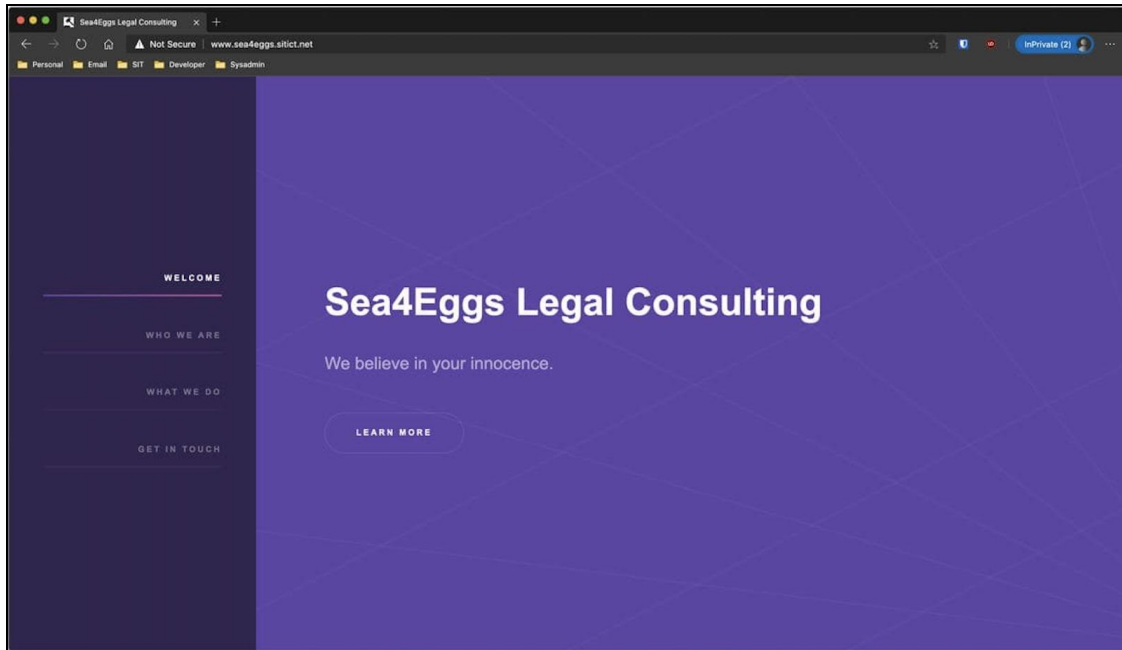 Sea4Eggs Legal Consulting
Not Secure www.sea4eggs.sitict.net
InPrivate (2)
Personal Email SIT Developer Sysadmin
WELCOME
WHO WE ARE
WHAT WE DO
GET IN TOUCH
Sea4Eggs Legal Consulting
We believe in your innocence.
LEARN MORE